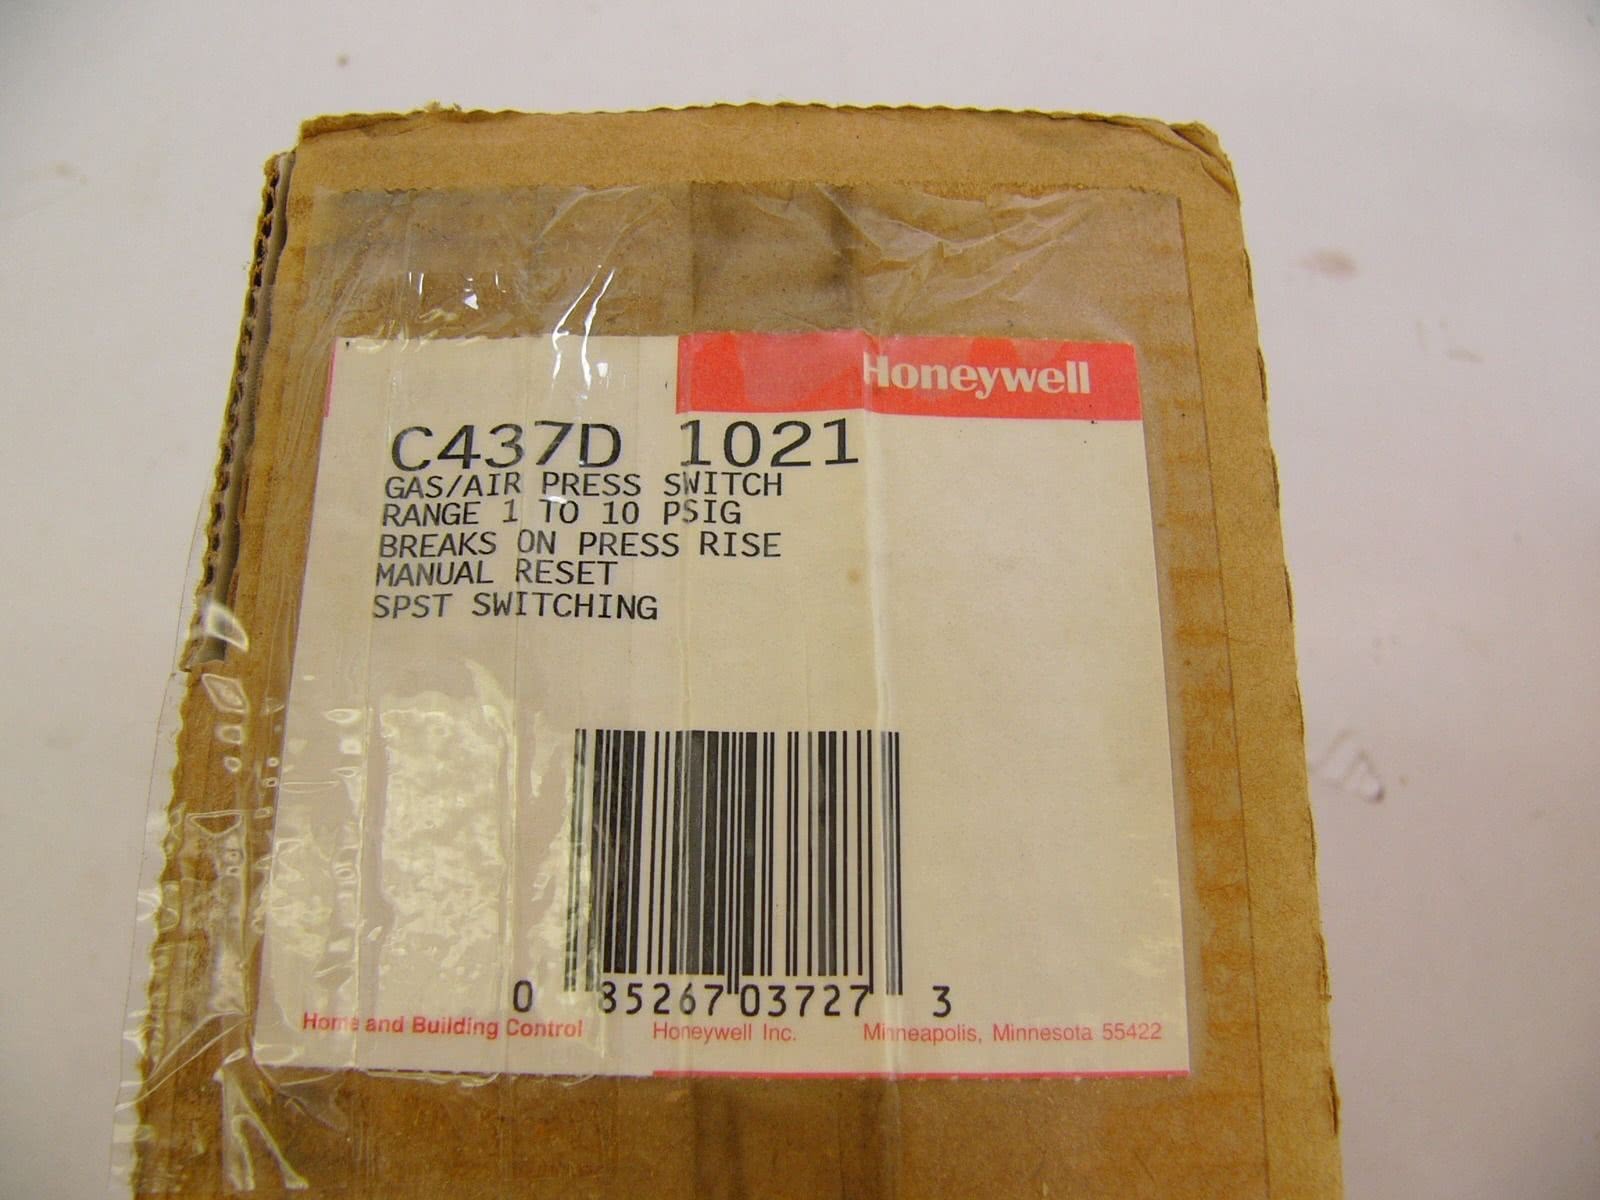 Honeywell
C437D 1021
GAS/AIR PRESS SWITCH
RANGE 1 TO 10 PSIG
BREAKS ON PRESS RISE
MANUAL RESET
SPST SWITCHING
0 85267 03727 3
Home and Building Control Honeywell Inc. Minneapolis, Minnesota 55422